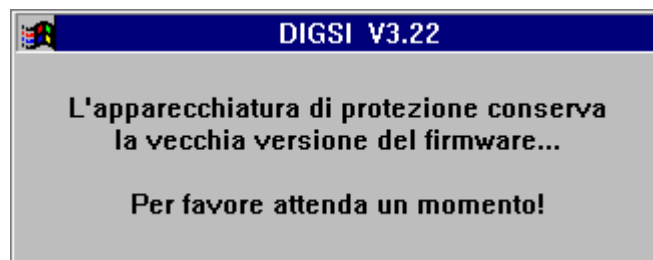 DIGSI V3.22
L'apparecchiatura di protezione conserva
la vecchia versione del firmware...
Per favore attenda un momento!